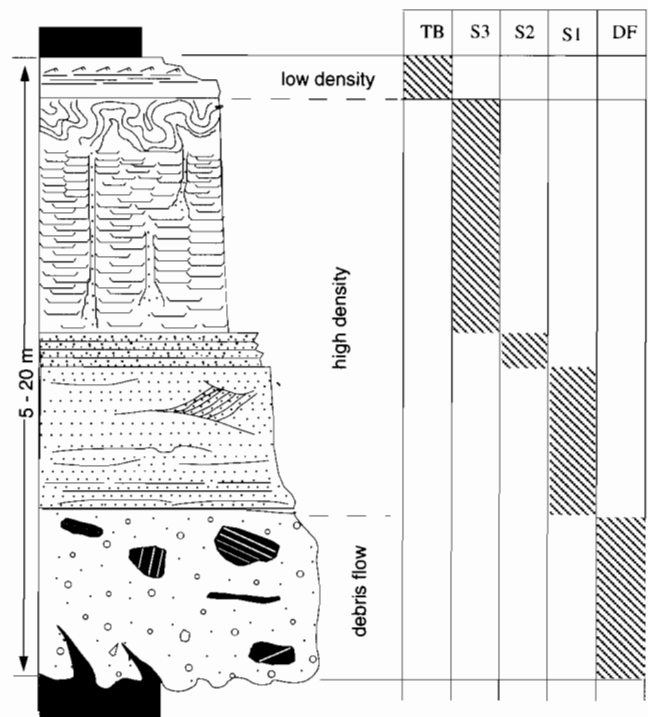 TB S3 S2 S1 DF
low density
high density
5 - 20 m
debris flow